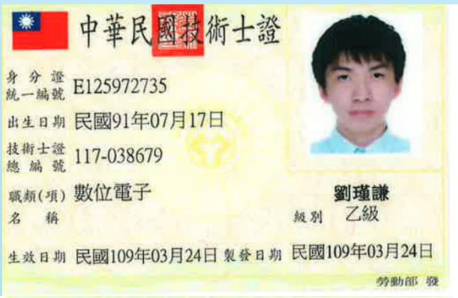 中華民國技術士證
身分證
統一編號 E125972735
出生日期 民國91年07月17日
技術士證
總編號 117-038679
職類(項) 數位電子
名稱
劉瑾謙
級別 乙級
生效日期 民國109年03月24日 製發日期 民國109年03月24日
勞動部 發